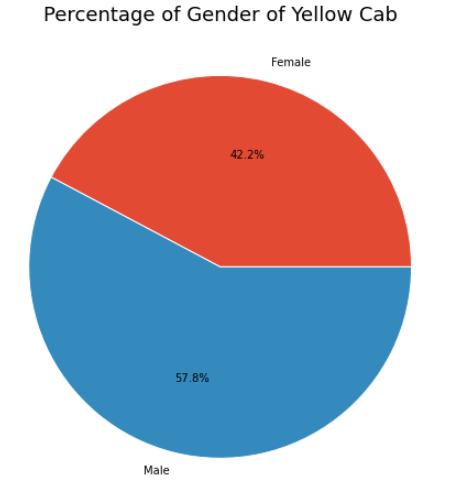 Percentage of Gender of Yellow Cab
Female
42.2%
57.8%
Male